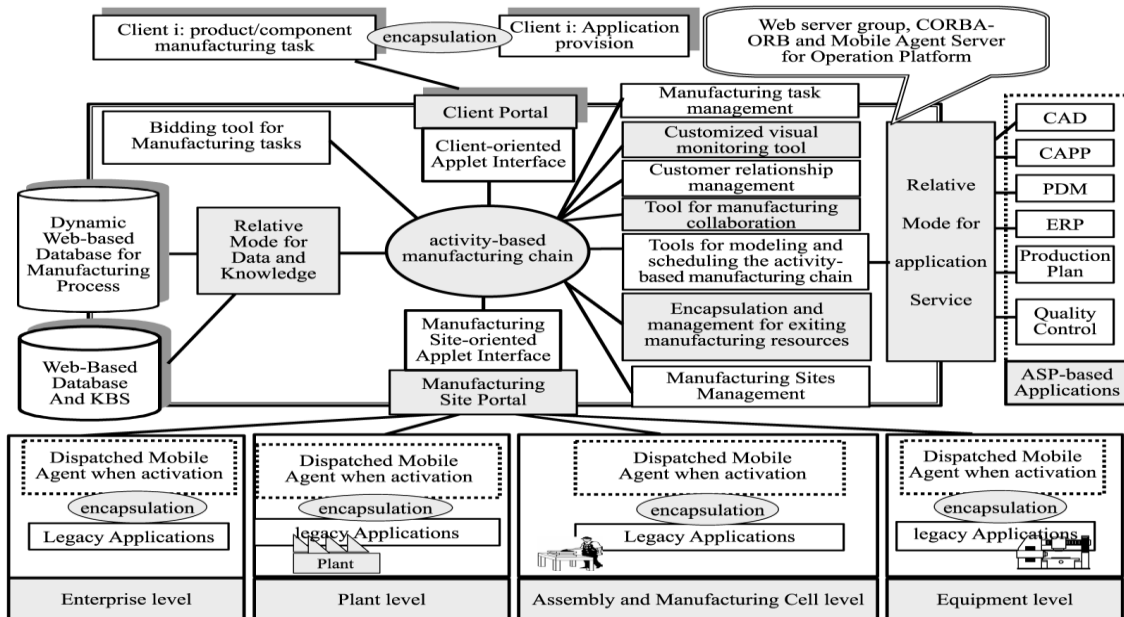 Client i: product/component
manufacturing task
encapsulation
Client i: Application
provision
Web server group, CORBA-
ORB and Mobile Agent Server
for Operation Platform
Client Portal
Client-oriented
Applet Interface
Bidding tool for
Manufacturing tasks
Manufacturing task
management
Customized visual
monitoring tool
Customer relationship
management
Tool for manufacturing
collaboration
Tools for modeling and
scheduling the activity-
based manufacturing chain
Encapsulation and
management for exiting
manufacturing resources
Manufacturing Sites
Management
Relative
Mode for
application
Service
CAD
CAPP
PDM
ERP
Production
Plan
Quality
Control
ASP-based
Applications
Dynamic
Web-based
Database for
Manufacturing
Process
Relative
Mode for
Data and
Knowledge
activity-based
manufacturing chain
Web-Based
Database
And KBS
Manufacturing
Site-oriented
Applet Interface
Manufacturing
Site Portal
Dispatched Mobile
Agent when activation
encapsulation
Legacy Applications
Enterprise level
Dispatched Mobile
Agent when activation
encapsulation
legacy Applications
Plant
Plant level
Dispatched Mobile
Agent when activation
encapsulation
Legacy Applications
Assembly and Manufacturing Cell level
Dispatched Mobile
Agent when activation
encapsulation
legacy Applications
Equipment level